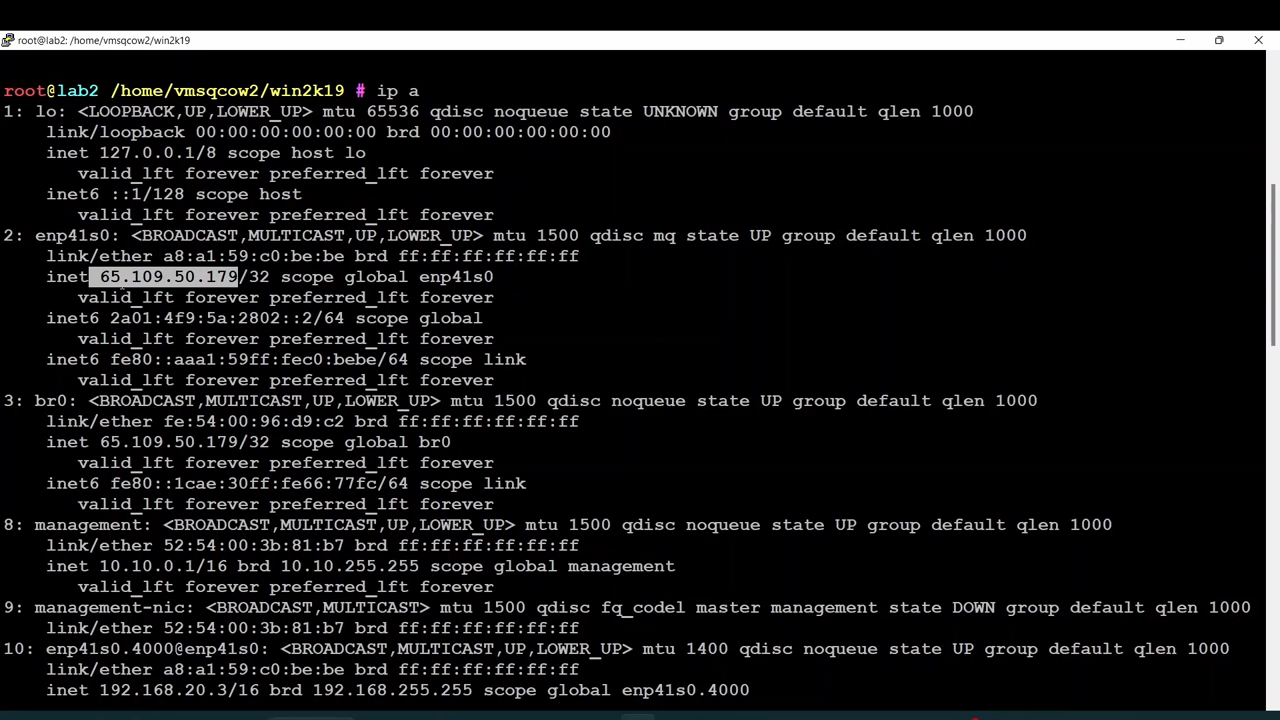 root@lab2: /home/vmsqcow2/win2k19
root@lab2 /home/vmsqcow2/win2k19 # ip a
1: lo: <LOOPBACK,UP,LOWER_UP> mtu 65536 qdisc noqueue state UNKNOWN group default qlen 1000
link/loopback 00:00:00:00:00:00 brd 00:00:00:00:00:00
inet 127.0.0.1/8 scope host lo
valid_lft forever preferred_lft forever
inet6 ::1/128 scope host
valid_lft forever preferred_lft forever
2: enp41s0: <BROADCAST,MULTICAST,UP,LOWER_UP> mtu 1500 qdisc mq state UP group default qlen 1000
link/ether a8:a1:59:c0:be:be brd ff:ff:ff:ff:ff:ff
inet 65.109.50.179/32 scope global enp41s0
valid_lft forever preferred_lft forever
inet6 2a01:4f9:5a:2802::2/64 scope global
valid_lft forever preferred_lft forever
inet6 fe80::aaa1:59ff:fec0:bebe/64 scope link
valid_lft forever preferred_lft forever
3: br0: <BROADCAST,MULTICAST,UP,LOWER_UP> mtu 1500 qdisc noqueue state UP group default qlen 1000
link/ether fe:54:00:96:d9:c2 brd ff:ff:ff:ff:ff:ff
inet 65.109.50.179/32 scope global br0
valid_lft forever preferred_lft forever
inet6 fe80::1cae:30ff:fe66:77fc/64 scope link
valid_lft forever preferred_lft forever
8: management: <BROADCAST,MULTICAST,UP,LOWER_UP> mtu 1500 qdisc noqueue state UP group default qlen 1000
link/ether 52:54:00:3b:81:b7 brd ff:ff:ff:ff:ff:ff
inet 10.10.0.1/16 brd 10.10.255.255 scope global management
valid_lft forever preferred_lft forever
9: management-nic: <BROADCAST,MULTICAST> mtu 1500 qdisc fq_codel master management state DOWN group default qlen 1000
link/ether 52:54:00:3b:81:b7 brd ff:ff:ff:ff:ff:ff
10: enp41s0.4000@enp41s0: <BROADCAST,MULTICAST,UP,LOWER_UP> mtu 1400 qdisc noqueue state UP group default qlen 1000
link/ether a8:a1:59:c0:be:be brd ff:ff:ff:ff:ff:ff
inet 192.168.20.3/16 brd 192.168.255.255 scope global enp41s0.4000